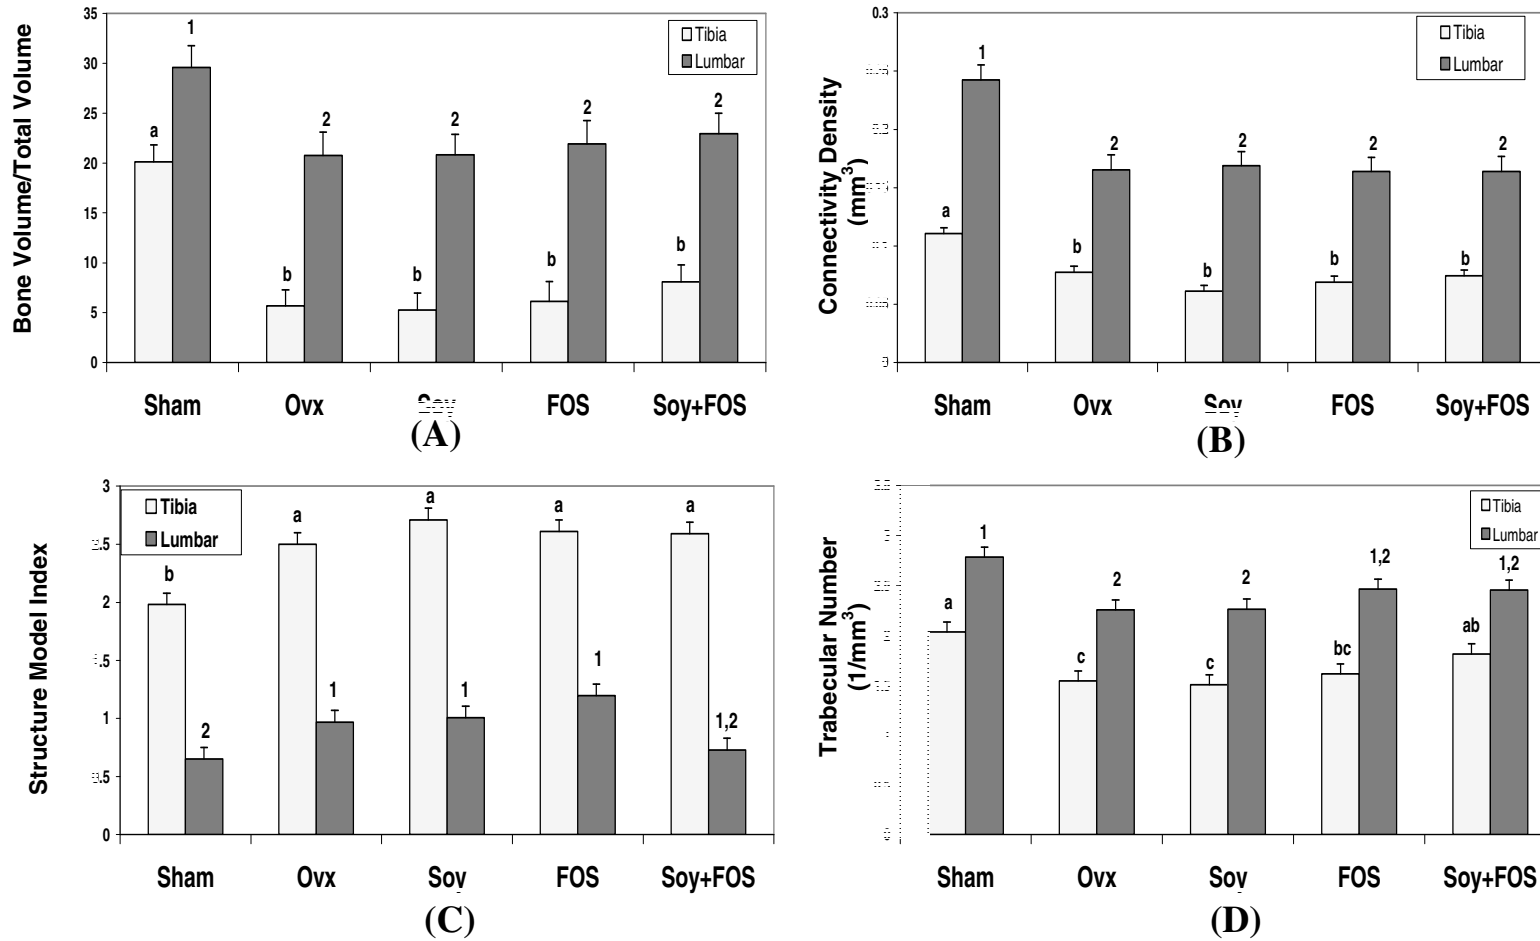 Bone Volume/Total Volume
35
30
25
20
15
10
5
0
Tibia
Lumbar
a
1
b
2
b
2
b
2
b
2
Sham
Ovx
Soy
FOS
Soy+FOS
(A)
Connectivity Density
(mm³)
0.3
Tibia
Lumbar
a
1
b
2
b
2
b
2
b
2
Sham
Ovx
Soy
FOS
Soy+FOS
(B)
Structure Model Index
3
2
1
0
Tibia
Lumbar
b
2
a
1
a
1
a
1
a
1,2
Sham
Ovx
Soy
FOS
Soy+FOS
(C)
Trabecular Number
(1/mm³)
Tibia
Lumbar
a
1
c
2
c
2
bc
1,2
ab
1,2
Sham
Ovx
Soy
FOS
Soy+FOS
(D)